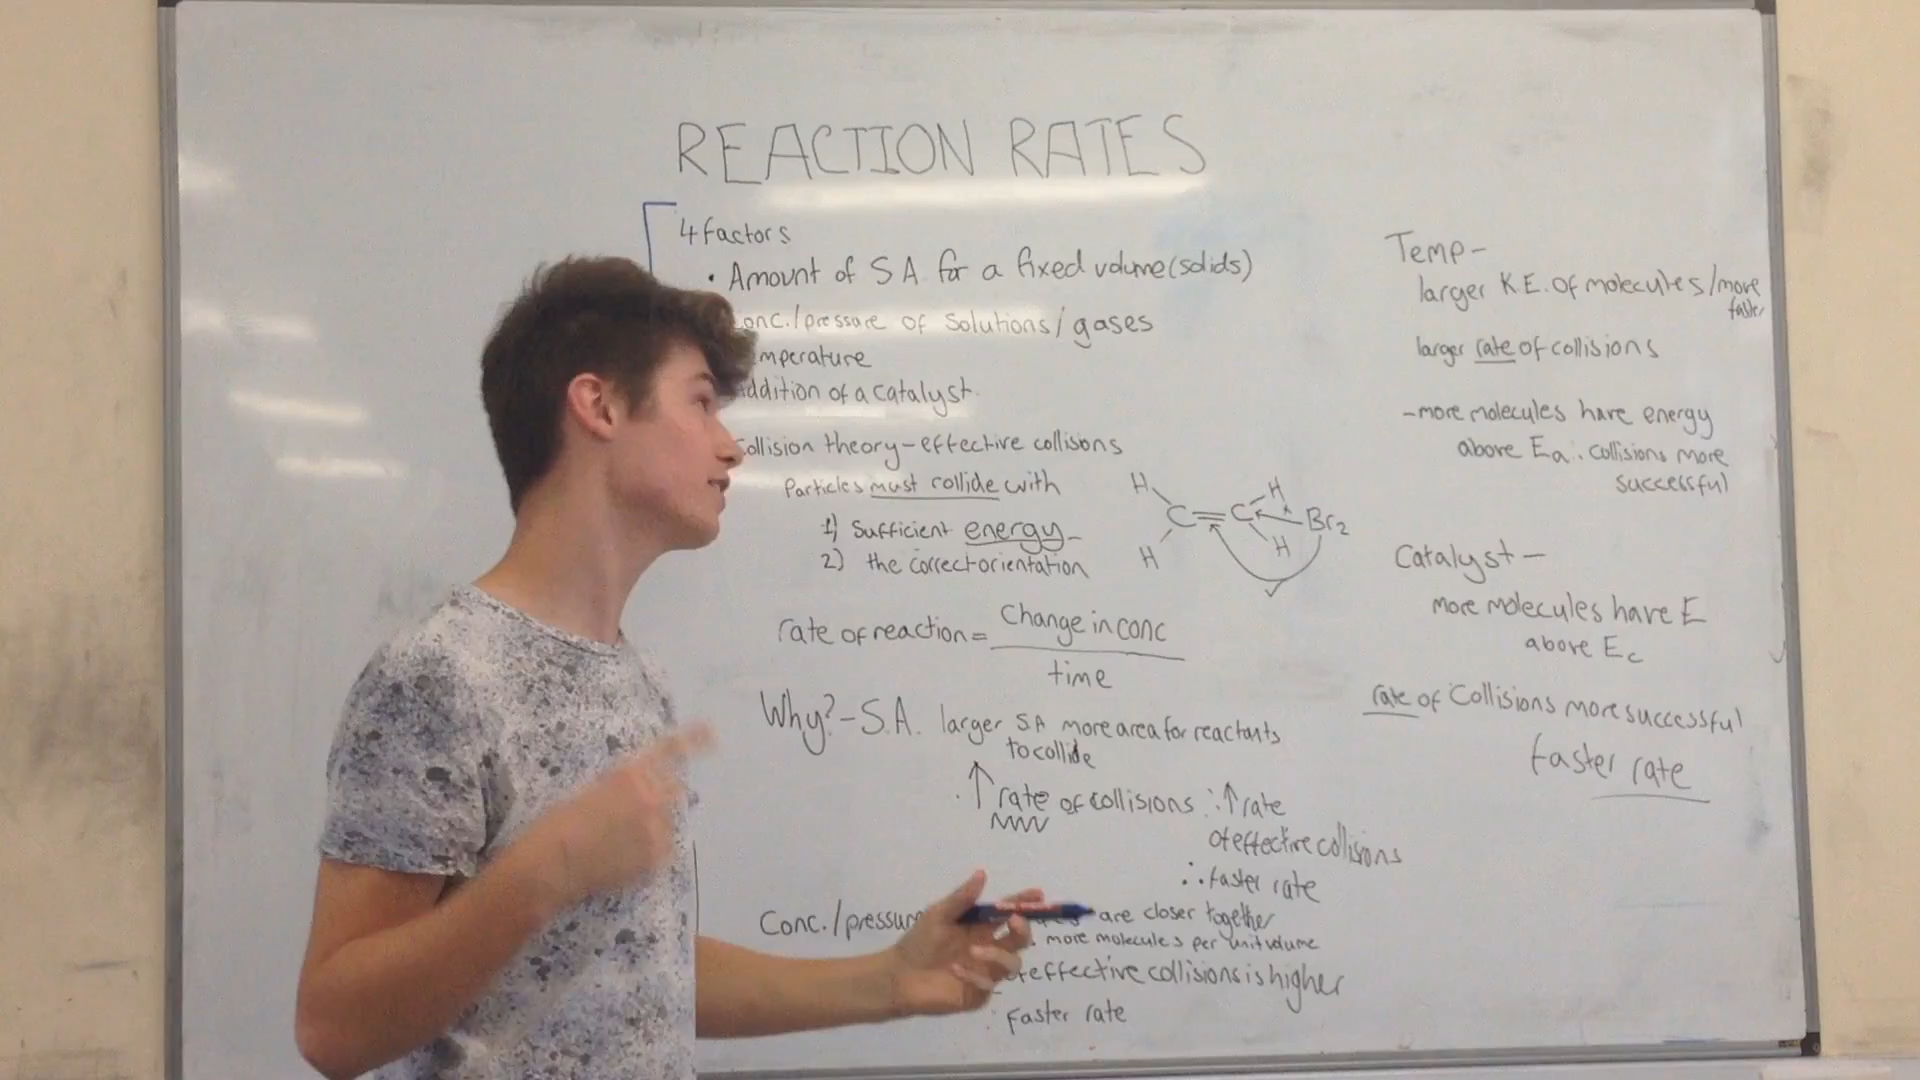 REACTION RATES
4 factors
• Amount of SA. for a fixed volume (solids)
onc./pressure of solutions/gases
mperature
ddition of a catalyst.
ollision theory - effective collisons
Particles must collide with
1) Sufficient energy
2) the correct orientation
H H
C = C Br2
H H
rate of reaction = Change in conc
time
Why? - S.A. larger SA more area for reactants
to collide
↑ rate of collisions ∴ ↑ rate
of effective collisions
∴ faster rate
Conc./pressure are closer together
more molecules per unit volume
effective collisions is higher
Faster rate
Temp -
larger K.E. of molecules/more
faster
larger rate of collisions
- more molecules have energy
above Ea ∴ collisions more
successful
Catalyst -
more molecules have E
above Ec
rate of Collisions more successful
faster rate